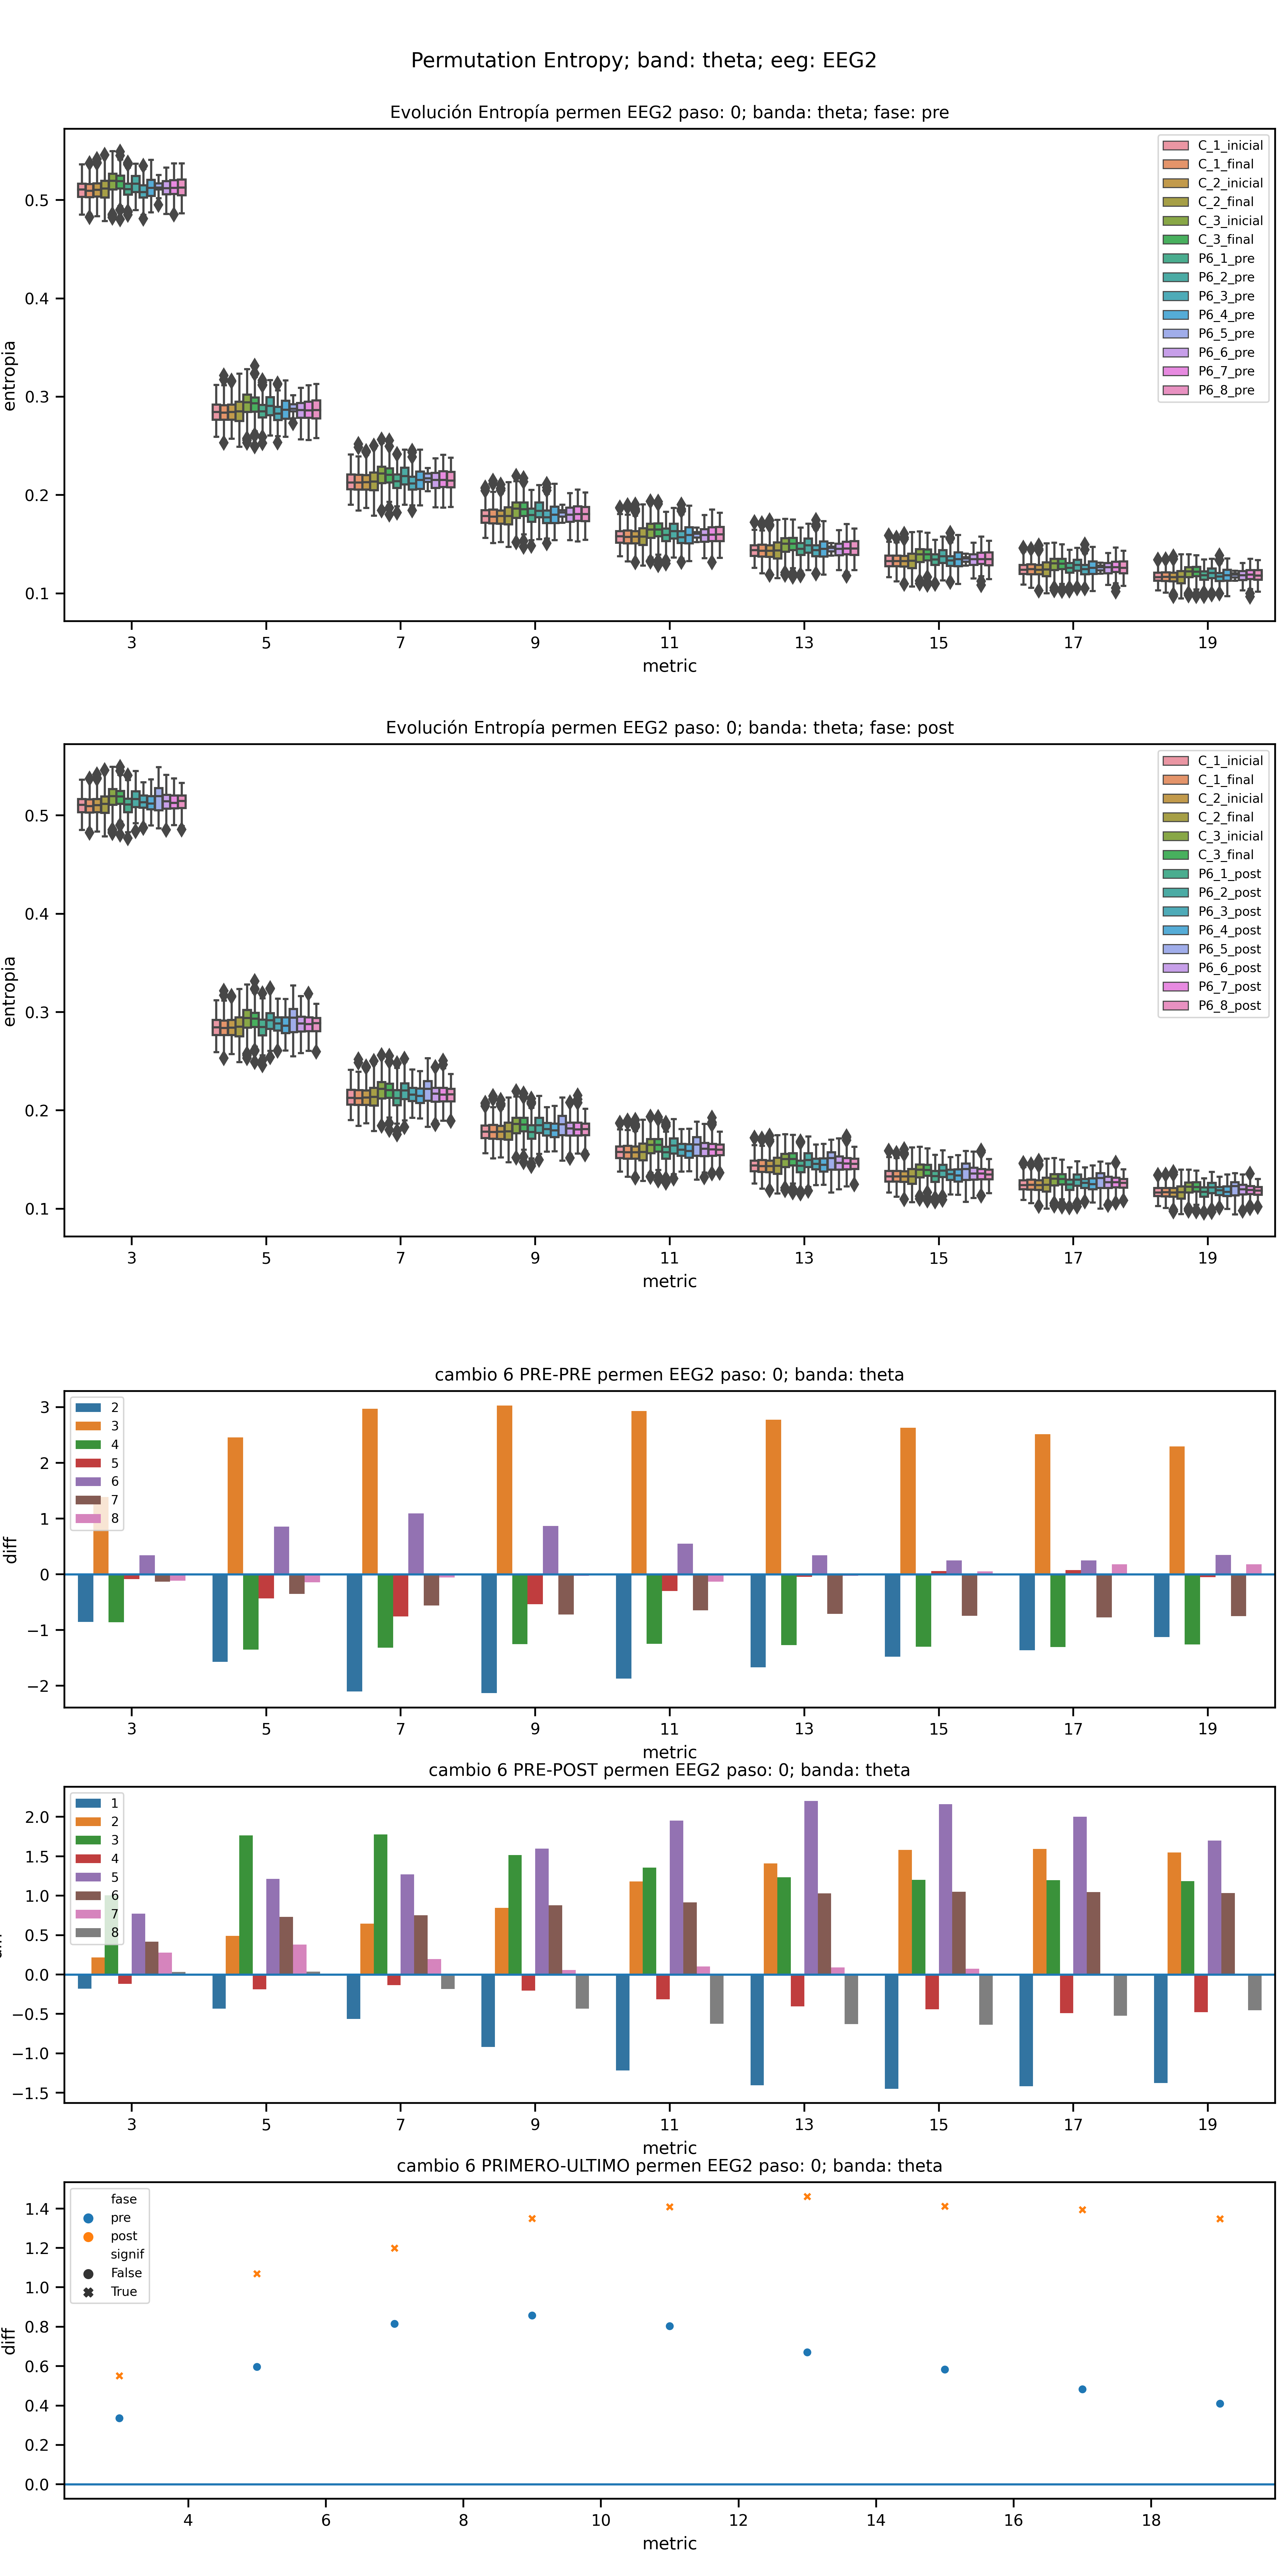 Permutation Entropy; band: theta; eeg: EEG2
Evolución Entropía permen EEG2 paso: 0; banda: theta; fase: pre
entropia
0.5
0.4
0.3
0.2
0.1
C_1_inicial
C_1_final
C_2_inicial
C_2_final
C_3_inicial
C_3_final
P6_1_pre
P6_2_pre
P6_3_pre
P6_4_pre
P6_5_pre
P6_6_pre
P6_7_pre
P6_8_pre
3 5 7 9 11 13 15 17 19
metric
Evolución Entropía permen EEG2 paso: 0; banda: theta; fase: post
entropia
0.5
0.4
0.3
0.2
0.1
C_1_inicial
C_1_final
C_2_inicial
C_2_final
C_3_inicial
C_3_final
P6_1_post
P6_2_post
P6_3_post
P6_4_post
P6_5_post
P6_6_post
P6_7_post
P6_8_post
3 5 7 9 11 13 15 17 19
metric
cambio 6 PRE-PRE permen EEG2 paso: 0; banda: theta
diff
3
2
1
0
−1
−2
2
3
4
5
6
7
8
3 5 7 9 11 13 15 17 19
metric
cambio 6 PRE-POST permen EEG2 paso: 0; banda: theta
2.0
1.5
1.0
0.5
0.0
−0.5
−1.0
−1.5
1
2
3
4
5
6
7
8
3 5 7 9 11 13 15 17 19
metric
cambio 6 PRIMERO-ULTIMO permen EEG2 paso: 0; banda: theta
diff
1.4
1.2
1.0
0.8
0.6
0.4
0.2
0.0
fase
pre
post
signif
False
True
4 6 8 10 12 14 16 18
metric